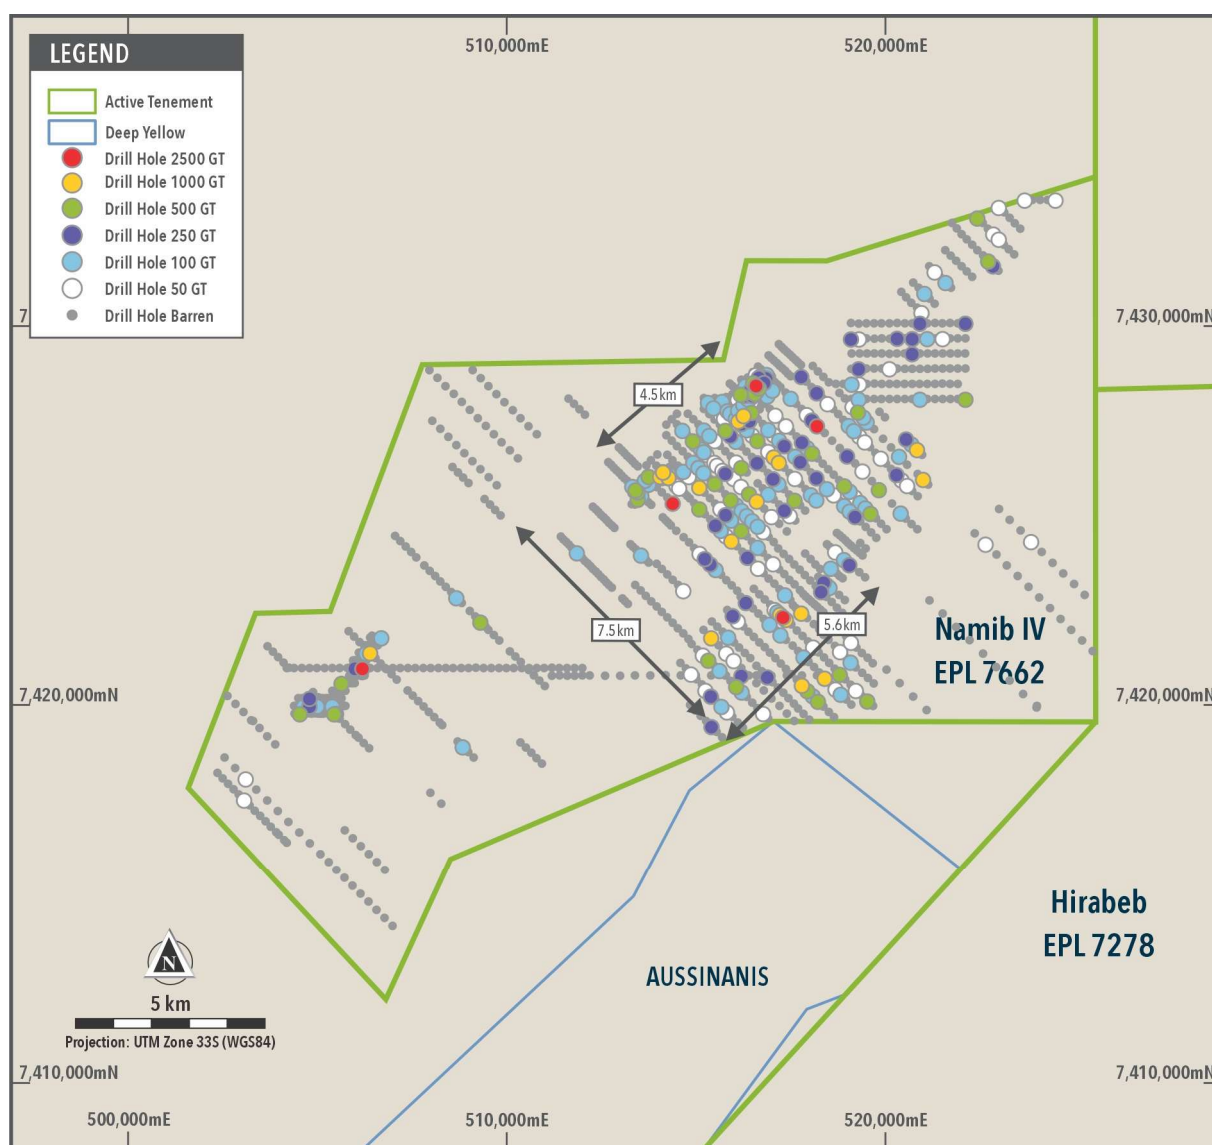 510,000mE
520,000mE
LEGEND
Active Tenement
Deep Yellow
Drill Hole 2500 GT
Drill Hole 1000 GT
Drill Hole 500 GT
Drill Hole 250 GT
Drill Hole 100 GT
Drill Hole 50 GT
Drill Hole Barren
7
7,430,000mN
4.5km
7.5km
5.6km
Namib IV
EPL 7662
7,420,000mN
7,420,000mN
Hirabeb
EPL 7278
AUSSINANIS
N
5 km
Projection: UTM Zone 33S (WGS84)
7,410,000mN
7,410,000mN
500,000mE
510,000mE
520,000mE